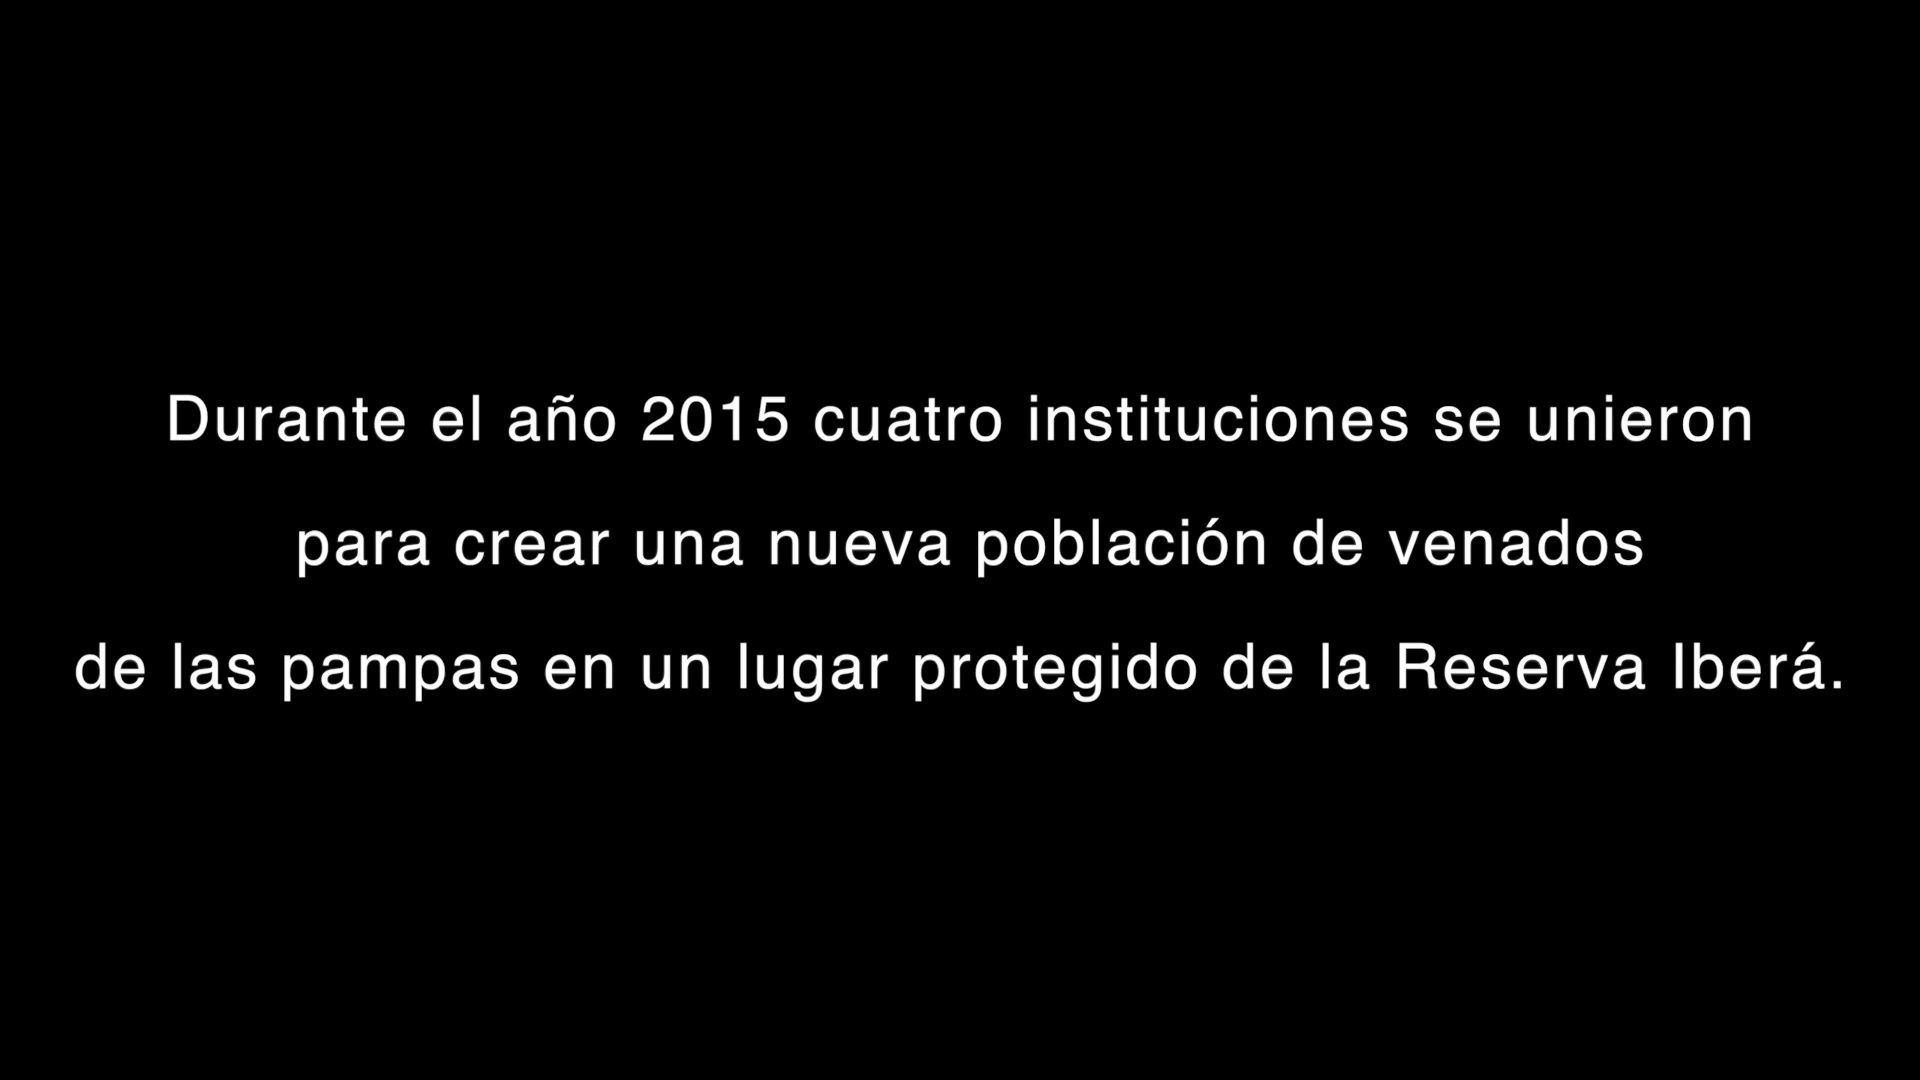 Durante el año 2015 cuatro instituciones se unieron
para crear una nueva población de venados
de las pampas en un lugar protegido de la Reserva Iberá.